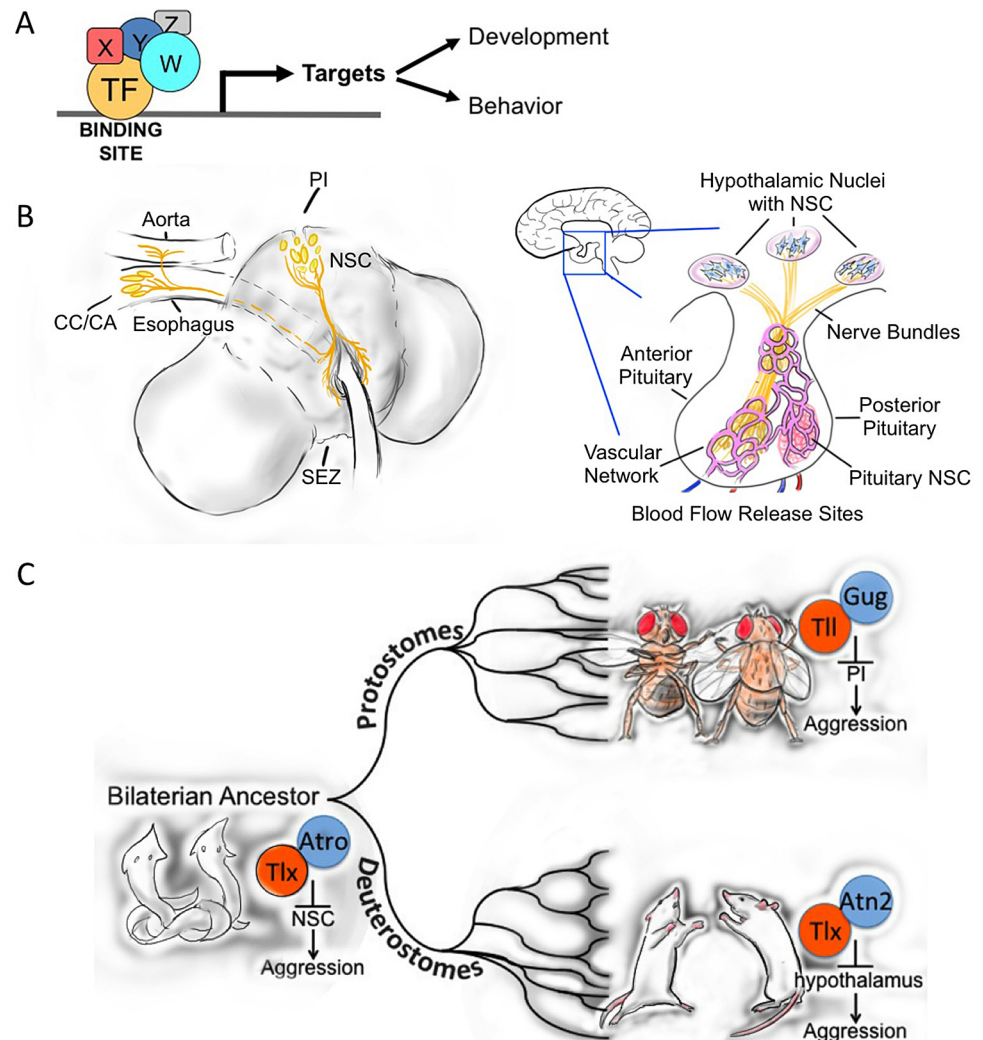 A
X
Y
Z
W
TF
BINDING
SITE
Targets
Development
Behavior
B
PI
Aorta
NSC
CC/CA
Esophagus
SEZ
Hypothalamic Nuclei
with NSC
Nerve Bundles
Anterior
Pituitary
Posterior
Pituitary
Vascular
Network
Pituitary NSC
Blood Flow Release Sites
C
Protostomes
Gug
Tll
PI
Aggression
Bilaterian Ancestor
Atro
Tlx
NSC
Aggression
Deuterostomes
Atn2
Tlx
hypothalamus
Aggression